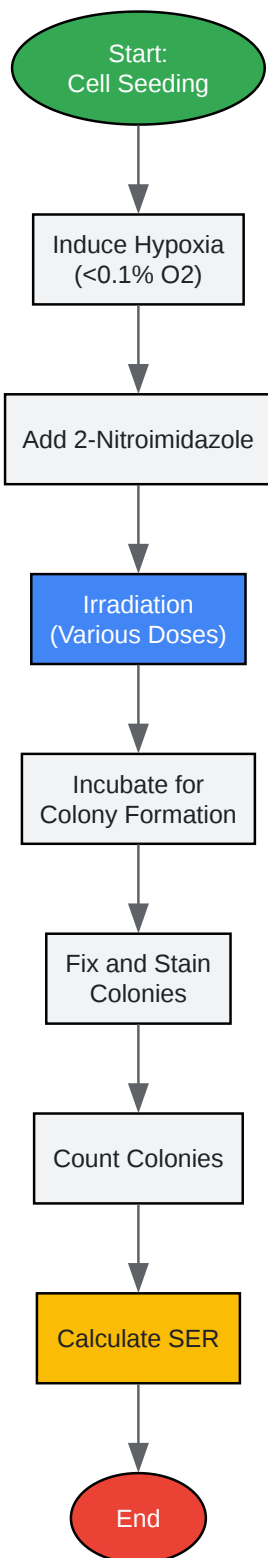 Start:
Cell Seeding
Induce Hypoxia
(<0.1% O2)
Add 2-Nitroimidazole
Irradiation
(Various Doses)
Incubate for
Colony Formation
Fix and Stain
Colonies
Count Colonies
Calculate SER
End